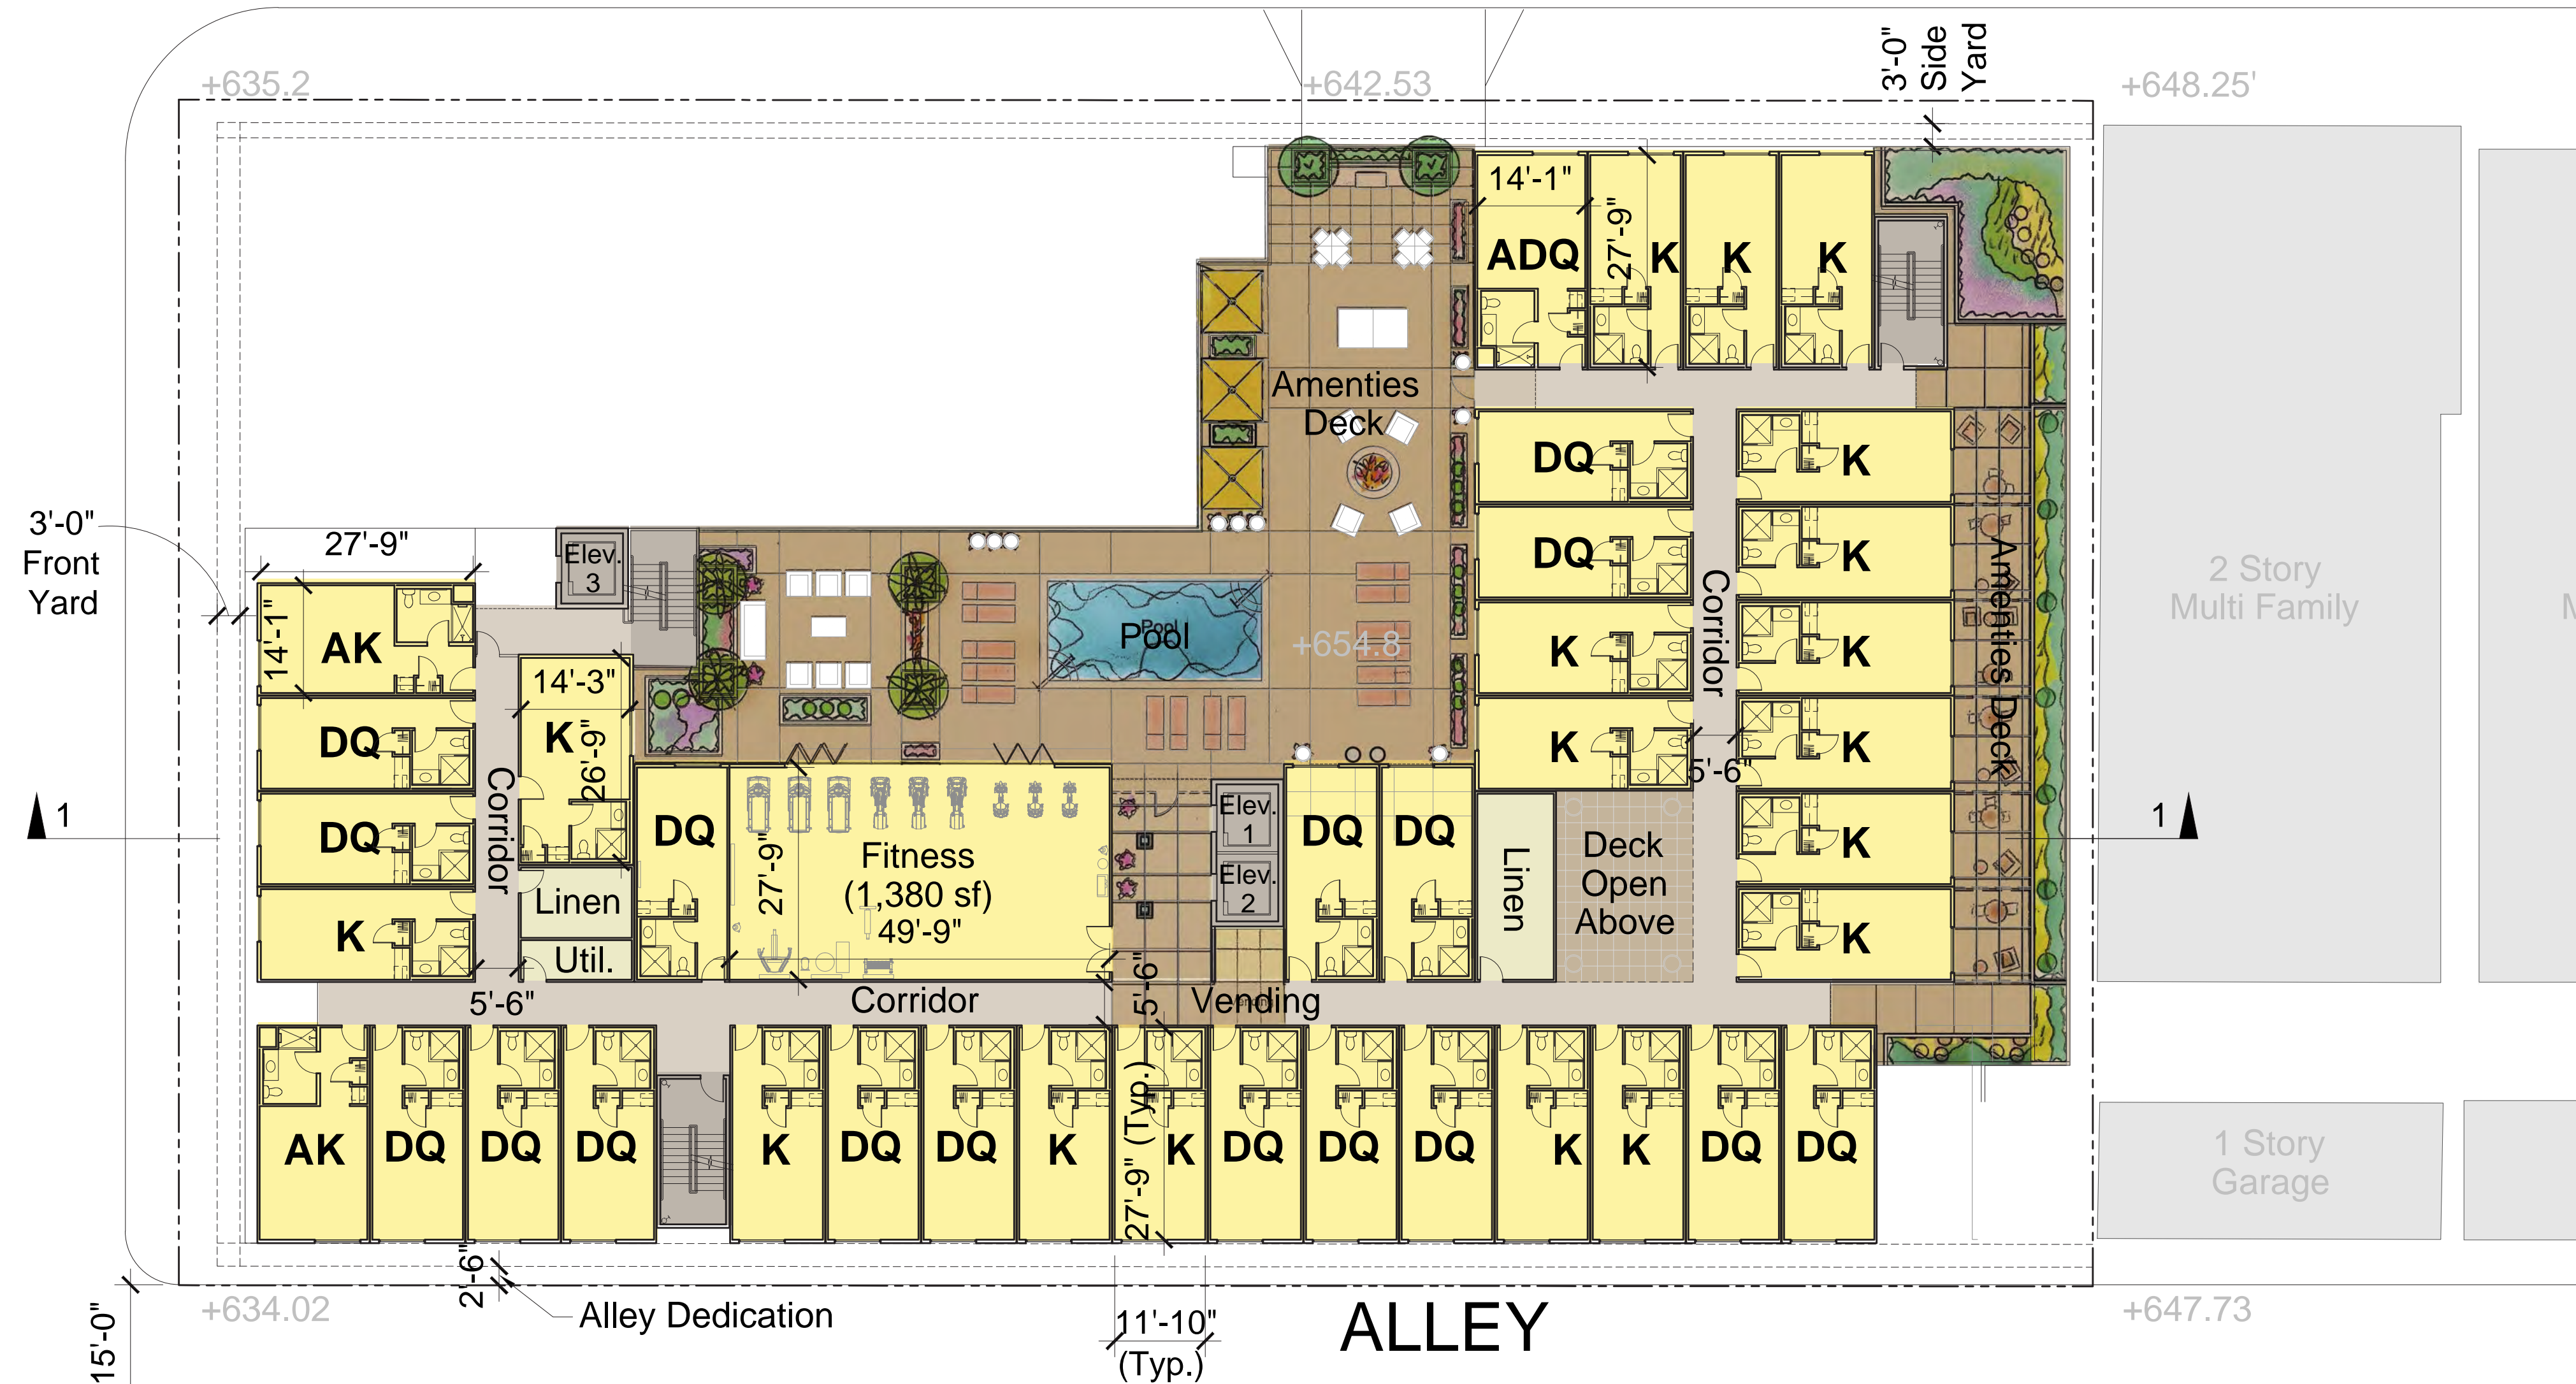 +635.2
+642.53
3'-0"
Side
Yard
+648.25'
14'-1"
27'-9"
ADQ
K
K
K
Amenties
Deck
DQ
K
DQ
K
K
K
K
K
K
K
Corridor
5'-6"
Amenties Deck
2 Story
Multi Family
M
3'-0"
Front
Yard
27'-9"
14'-1"
AK
DQ
DQ
K
Elev.
3
Corridor
14'-3"
K
26'-9"
Linen
Util.
Pool
Pool
+654.8
1
DQ
27'-9"
Fitness
(1,380 sf)
49'-9"
Elev.
1
Elev.
2
DQ
DQ
Linen
Deck
Open
Above
1
5'-6"
Corridor
5'-6"
Vending
Vending
AK
DQ
DQ
DQ
K
DQ
DQ
K
27'-9" (Typ.)
K
DQ
DQ
DQ
K
K
DQ
DQ
1 Story
Garage
+634.02
2'-6"
Alley Dedication
11'-10"
(Typ.)
ALLEY
+647.73
15'-0"